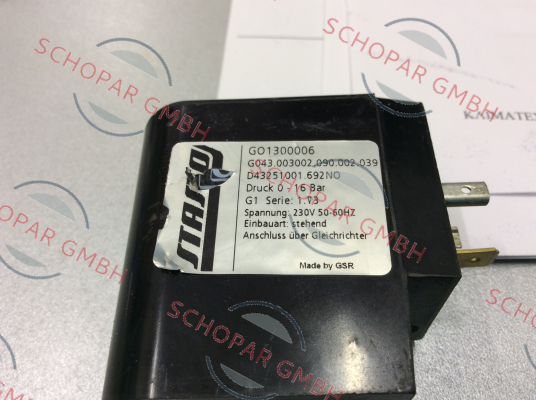 SCHOPAR GMBH
SCHOPAR GMBH
KARMATE
STASTO
GO1300006
G043.003002.090.002.039
D43251001.692NO
Druck 0 - 16 Bar
G1 Serie: 1.73
Spannung: 230V 50-60HZ
Einbauart: stehend
Anschluss über Gleichrichter
Made by GSR
SCHOPAR GMBH
SCHOPAR GMBH
SCHOPAR GMBH